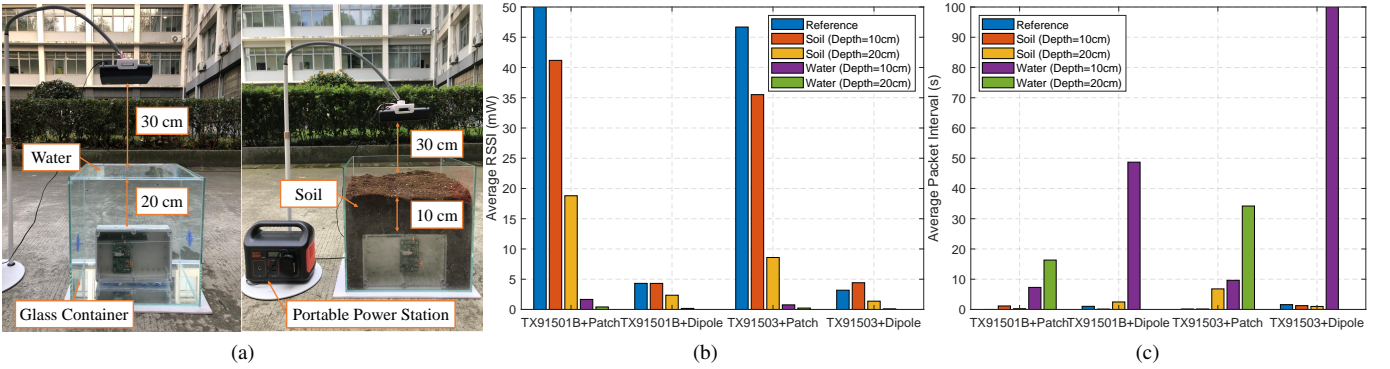 30 cm
Water
20 cm
Glass Container
30 cm
Soil
10 cm
Portable Power Station
(a)
Average RSSI (mW)
50
45
40
35
30
25
20
15
10
5
0
Reference
Soil (Depth=10cm)
Soil (Depth=20cm)
Water (Depth=10cm)
Water (Depth=20cm)
TX91501B+Patch
TX91501B+Dipole
TX91503+Patch
TX91503+Dipole
(b)
Average Packet Interval (s)
100
90
80
70
60
50
40
30
20
10
0
Reference
Soil (Depth=10cm)
Soil (Depth=20cm)
Water (Depth=10cm)
Water (Depth=20cm)
TX91501B+Patch
TX91501B+Dipole
TX91503+Patch
TX91503+Dipole
(c)